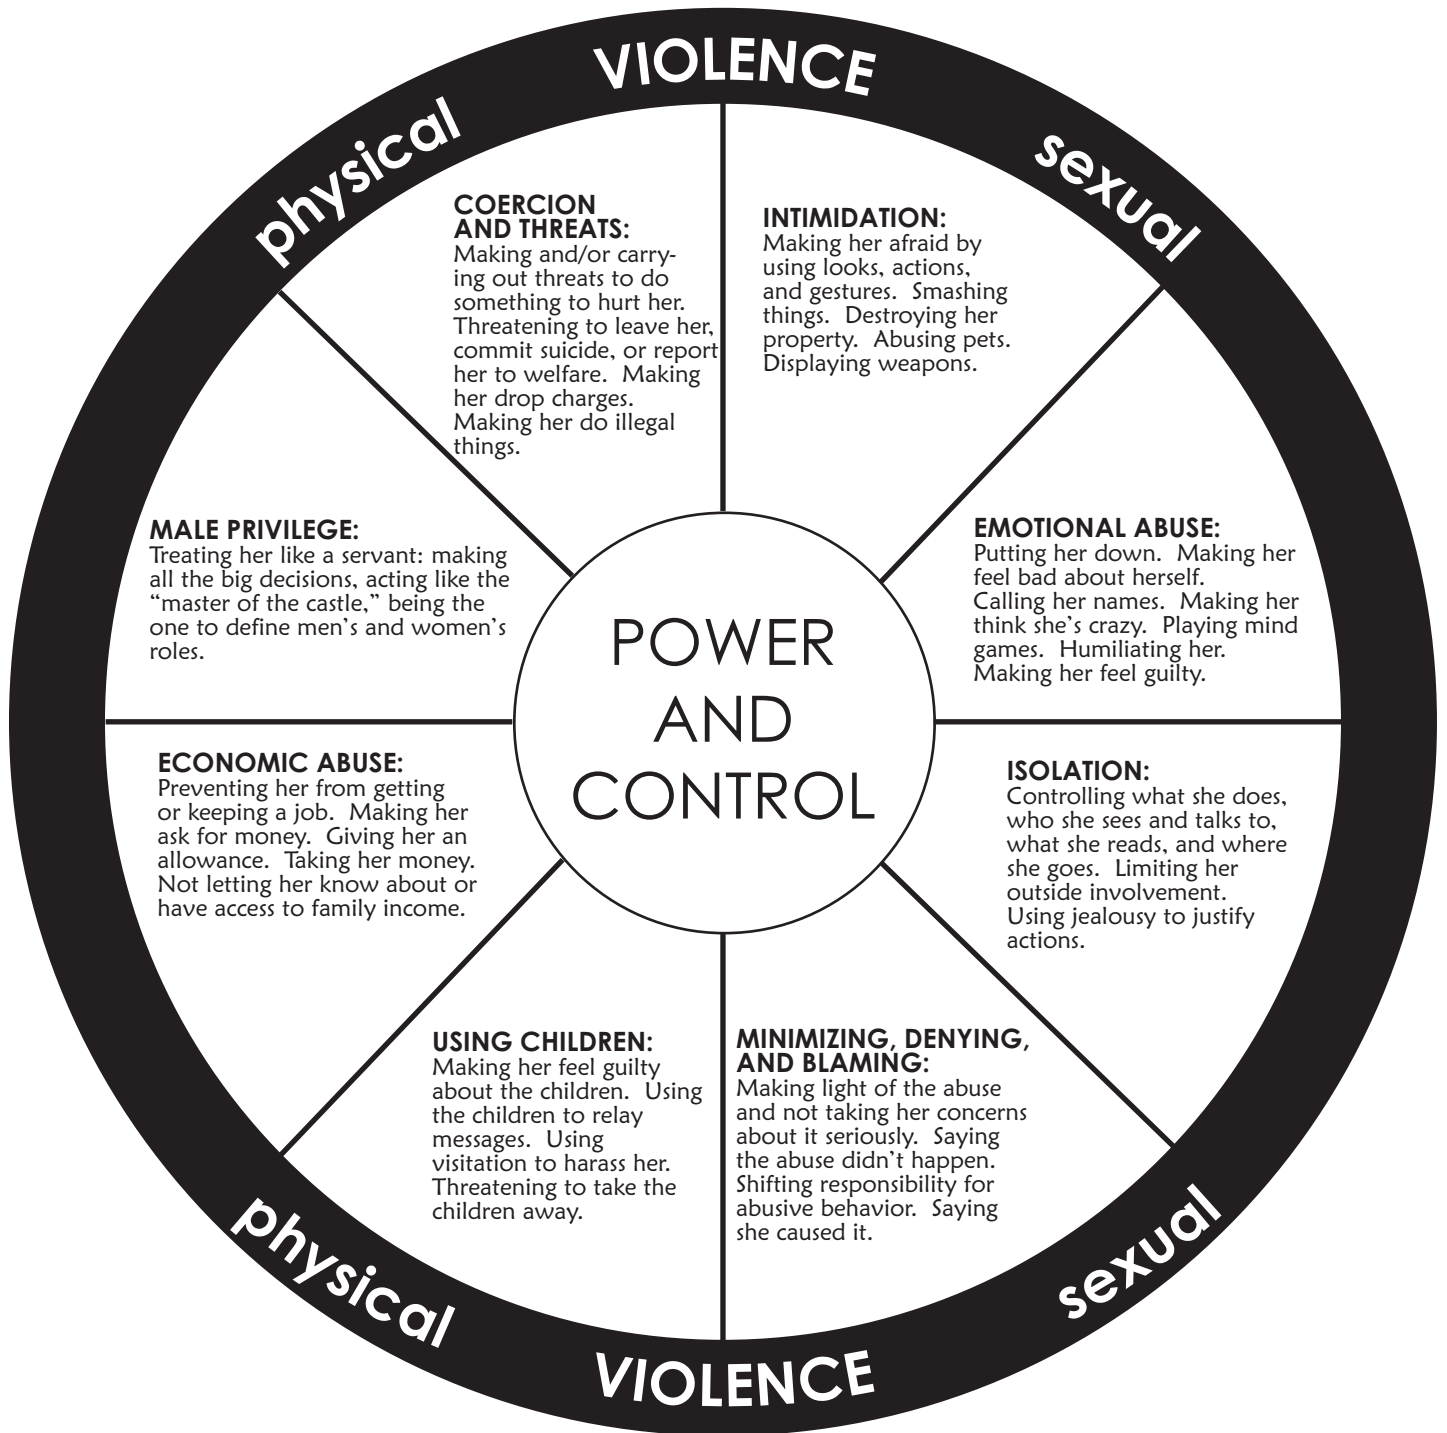 VIOLENCE
physical
sexual
COERCION
AND THREATS:
Making and/or carry-
ing out threats to do
something to hurt her.
Threatening to leave her,
commit suicide, or report
her to welfare.  Making
her drop charges.
Making her do illegal
things.
INTIMIDATION:
Making her afraid by
using looks, actions,
and gestures.  Smashing
things.  Destroying her
property.  Abusing pets.
Displaying weapons.
MALE PRIVILEGE:
Treating her like a servant: making
all the big decisions, acting like the
“master of the castle,” being the
one to define men’s and women’s
roles.
EMOTIONAL ABUSE:
Putting her down.  Making her
feel bad about herself.
Calling her names.  Making her
think she’s crazy.  Playing mind
games.  Humiliating her.
Making her feel guilty.
POWER
AND
CONTROL
ECONOMIC ABUSE:
Preventing her from getting
or keeping a job.  Making her
ask for money.  Giving her an
allowance.  Taking her money.
Not letting her know about or
have access to family income.
ISOLATION:
Controlling what she does,
who she sees and talks to,
what she reads, and where
she goes.  Limiting her
outside involvement.
Using jealousy to justify
actions.
USING CHILDREN:
Making her feel guilty
about the children.  Using
the children to relay
messages.  Using
visitation to harass her.
Threatening to take the
children away.
MINIMIZING, DENYING,
AND BLAMING:
Making light of the abuse
and not taking her concerns
about it seriously.  Saying
the abuse didn’t happen.
Shifting responsibility for
abusive behavior.  Saying
she caused it.
physical
sexual
VIOLENCE